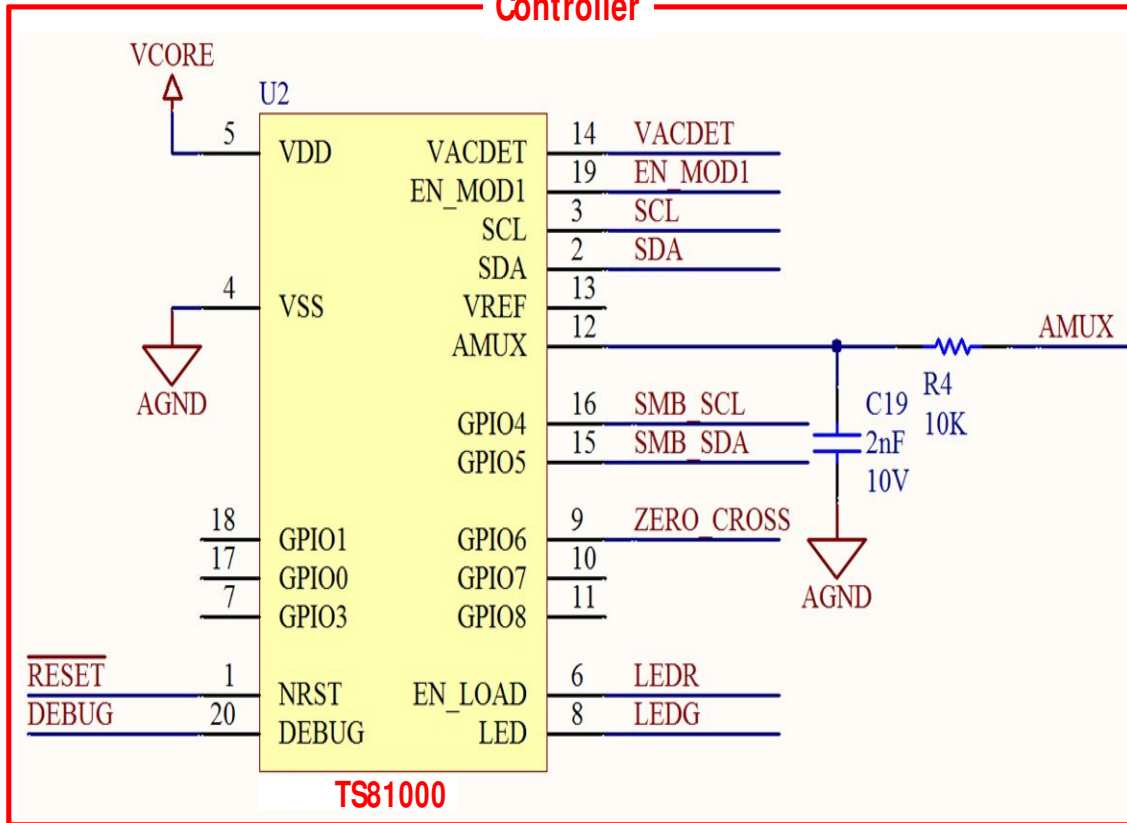 Controller
VCORE
U2
5 VDD
VACDET 14 VACDET
EN_MOD1 19 EN_MOD1
SCL 3 SCL
SDA 2 SDA
4 VSS
VREF 13
AMUX 12
AMUX
AGND
R4
10K
C19
2nF
10V
GPIO4 16 SMB_SCL
GPIO5 15 SMB_SDA
18 GPIO1
GPIO6 9 ZERO_CROSS
17 GPIO0
GPIO7 10
7 GPIO3
GPIO8 11
AGND
RESET 1 NRST
EN_LOAD 6 LEDR
DEBUG 20 DEBUG
LED 8 LEDG
TS81000